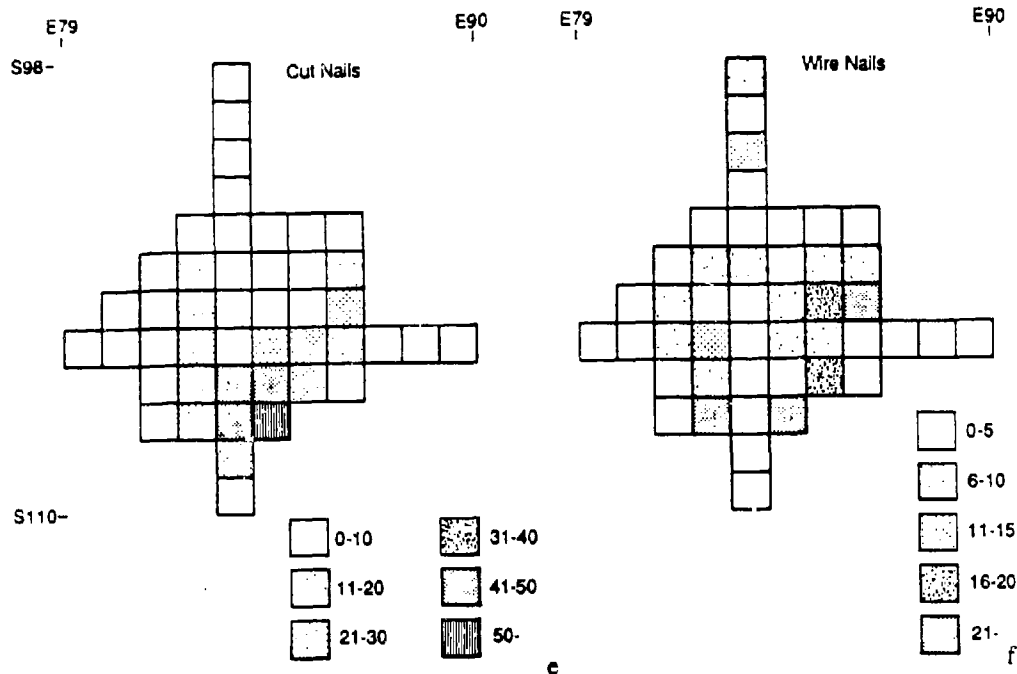 E79 E90 E79 E90
S98- Cut Nails Wire Nails
S110-
0-10 31-40
11-20 41-50
21-30 50-
0-5
6-10
11-15
16-20
21-
e f